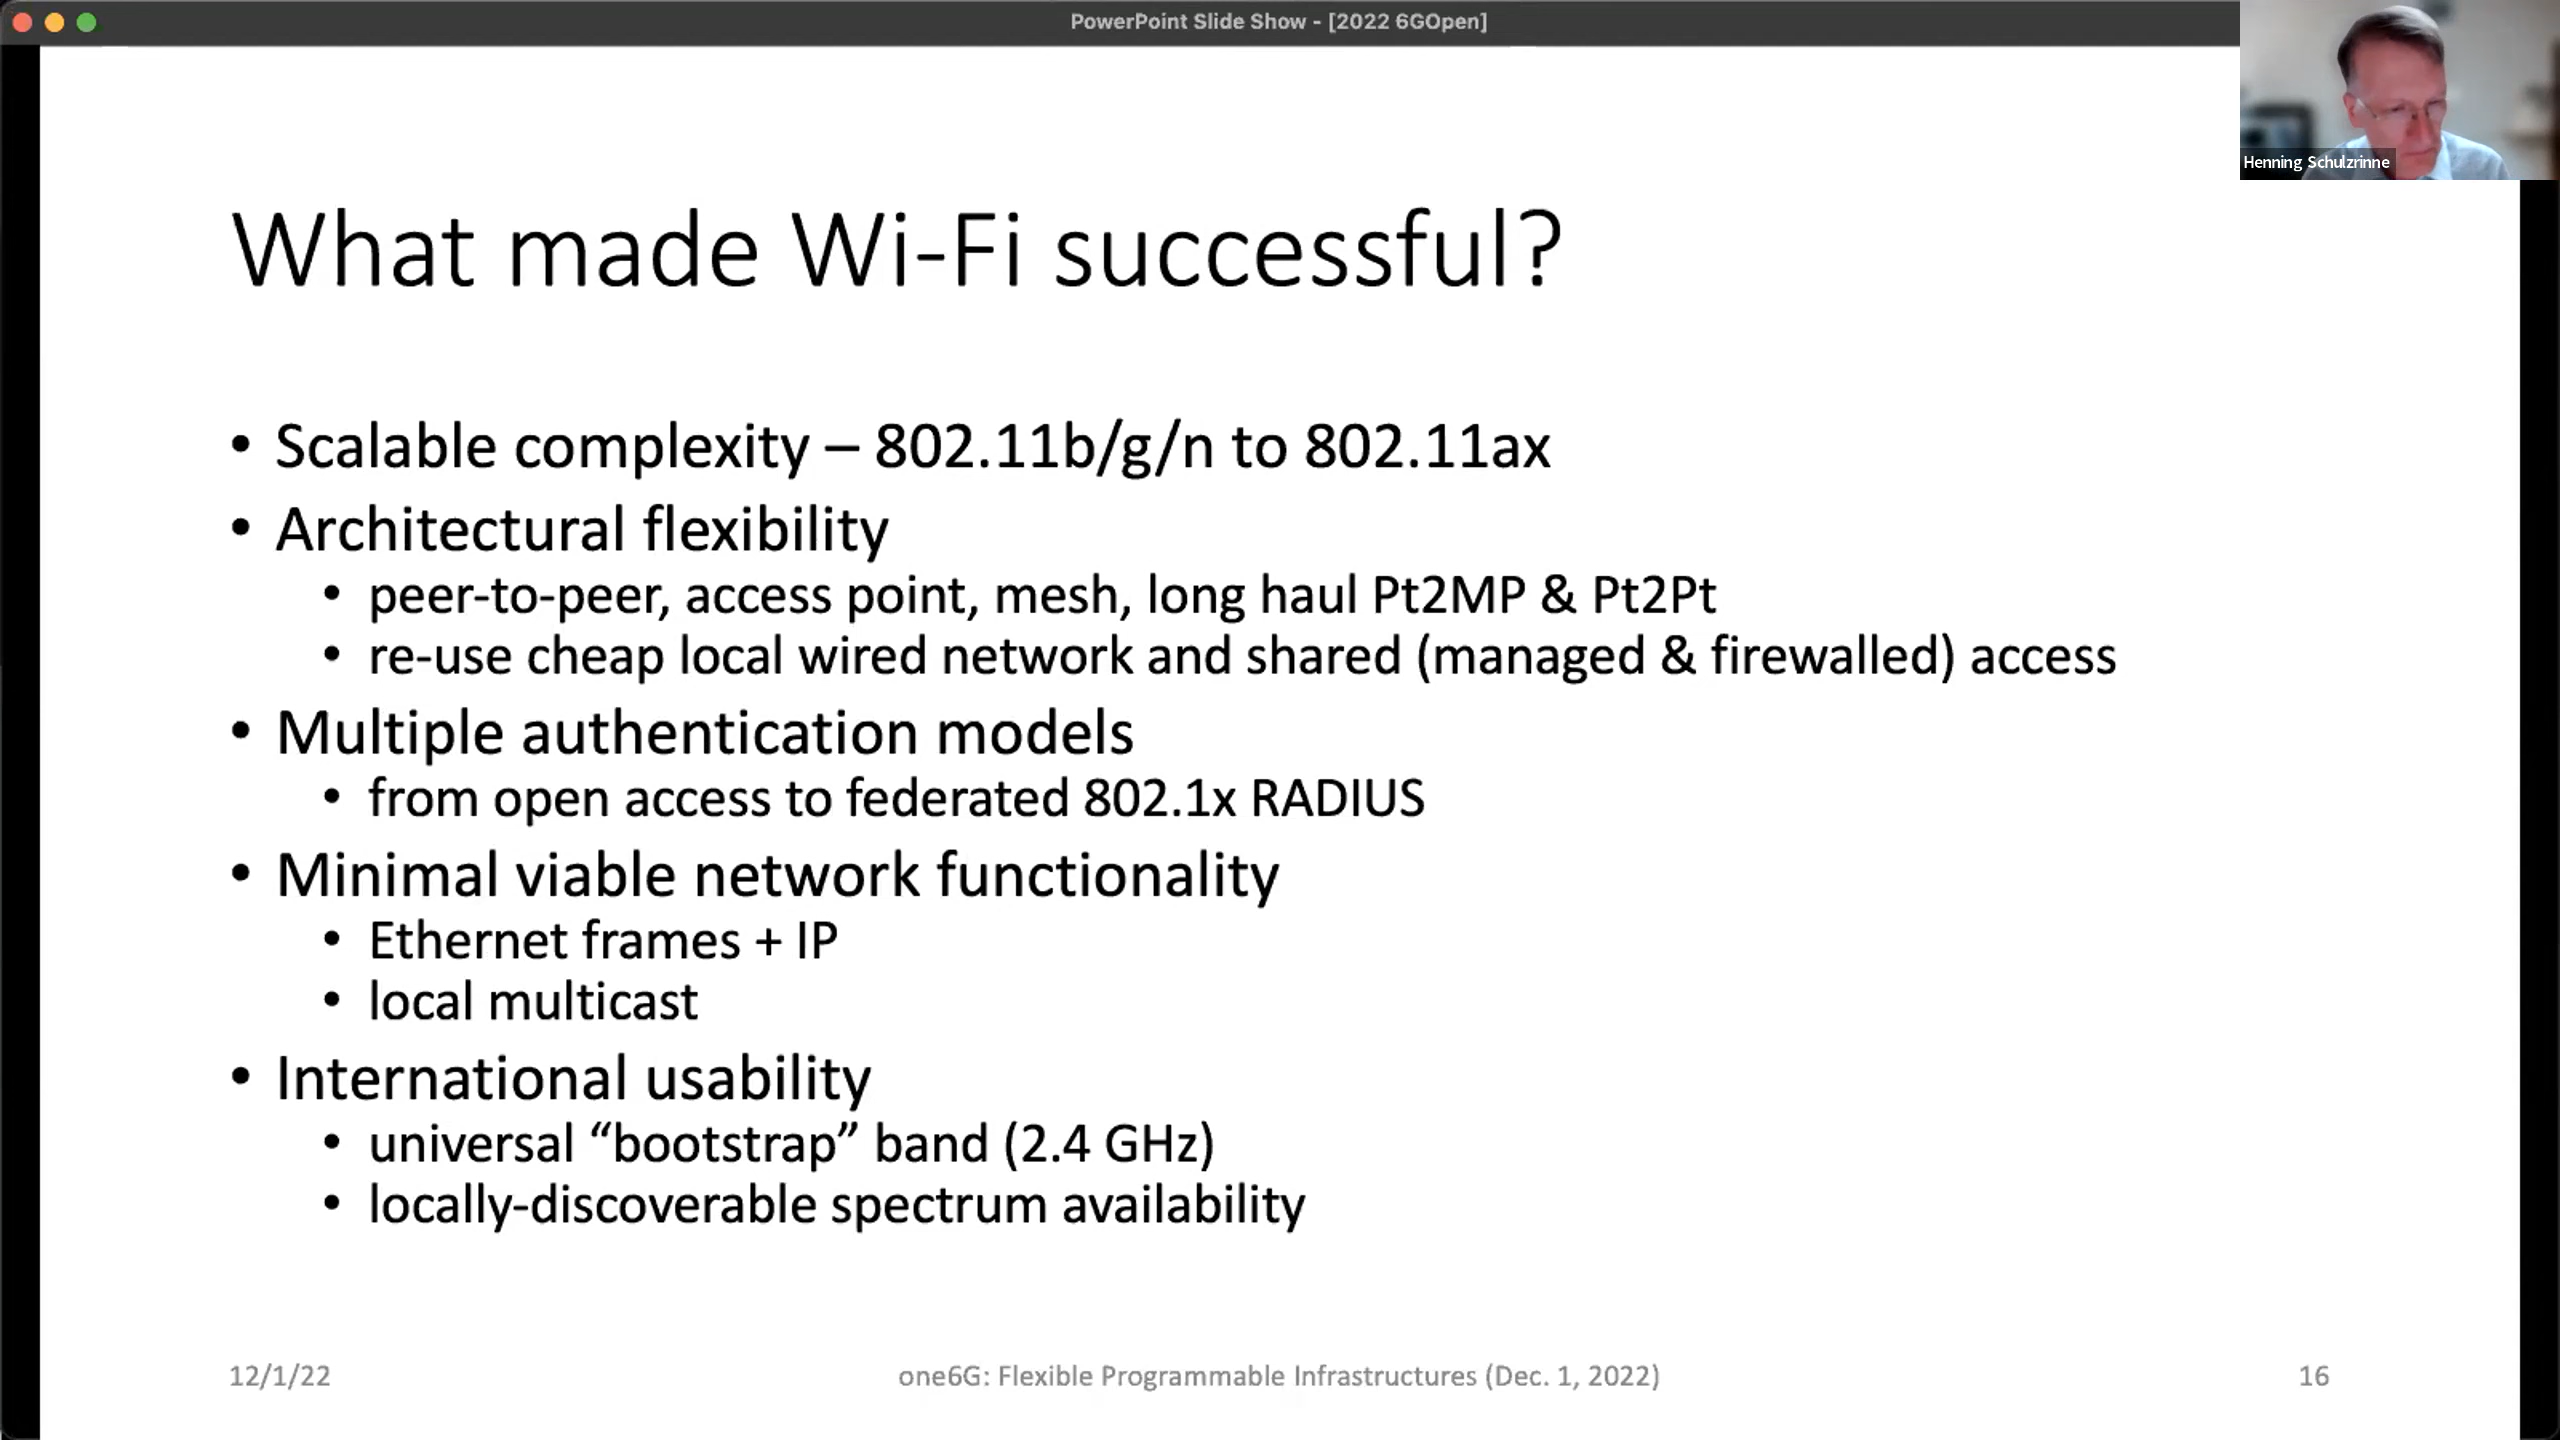 PowerPoint Slide Show - [2022 6GOpen]
Henning Schulzrinne
What made Wi-Fi successful?
• Scalable complexity – 802.11b/g/n to 802.11ax
• Architectural flexibility
• peer-to-peer, access point, mesh, long haul Pt2MP & Pt2Pt
• re-use cheap local wired network and shared (managed & firewalled) access
• Multiple authentication models
• from open access to federated 802.1x RADIUS
• Minimal viable network functionality
• Ethernet frames + IP
• local multicast
• International usability
• universal “bootstrap” band (2.4 GHz)
• locally-discoverable spectrum availability
12/1/22
one6G: Flexible Programmable Infrastructures (Dec. 1, 2022)
16